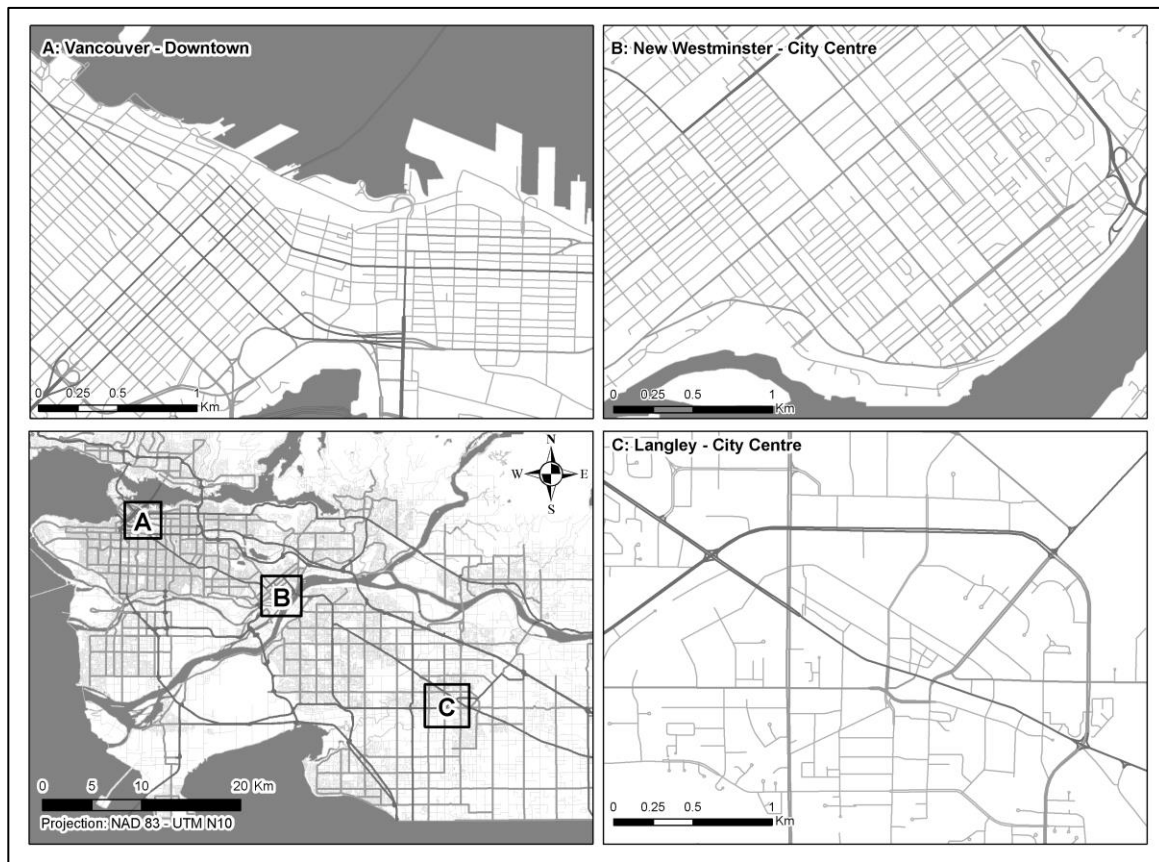 A: Vancouver - Downtown
0 0.25 0.5 1
Km
B: New Westminster - City Centre
0 0.25 0.5 1
Km
N
W E
S
A
B
C
0 5 10 20 Km
Projection: NAD 83 - UTM N10
C: Langley - City Centre
0 0.25 0.5 1
Km